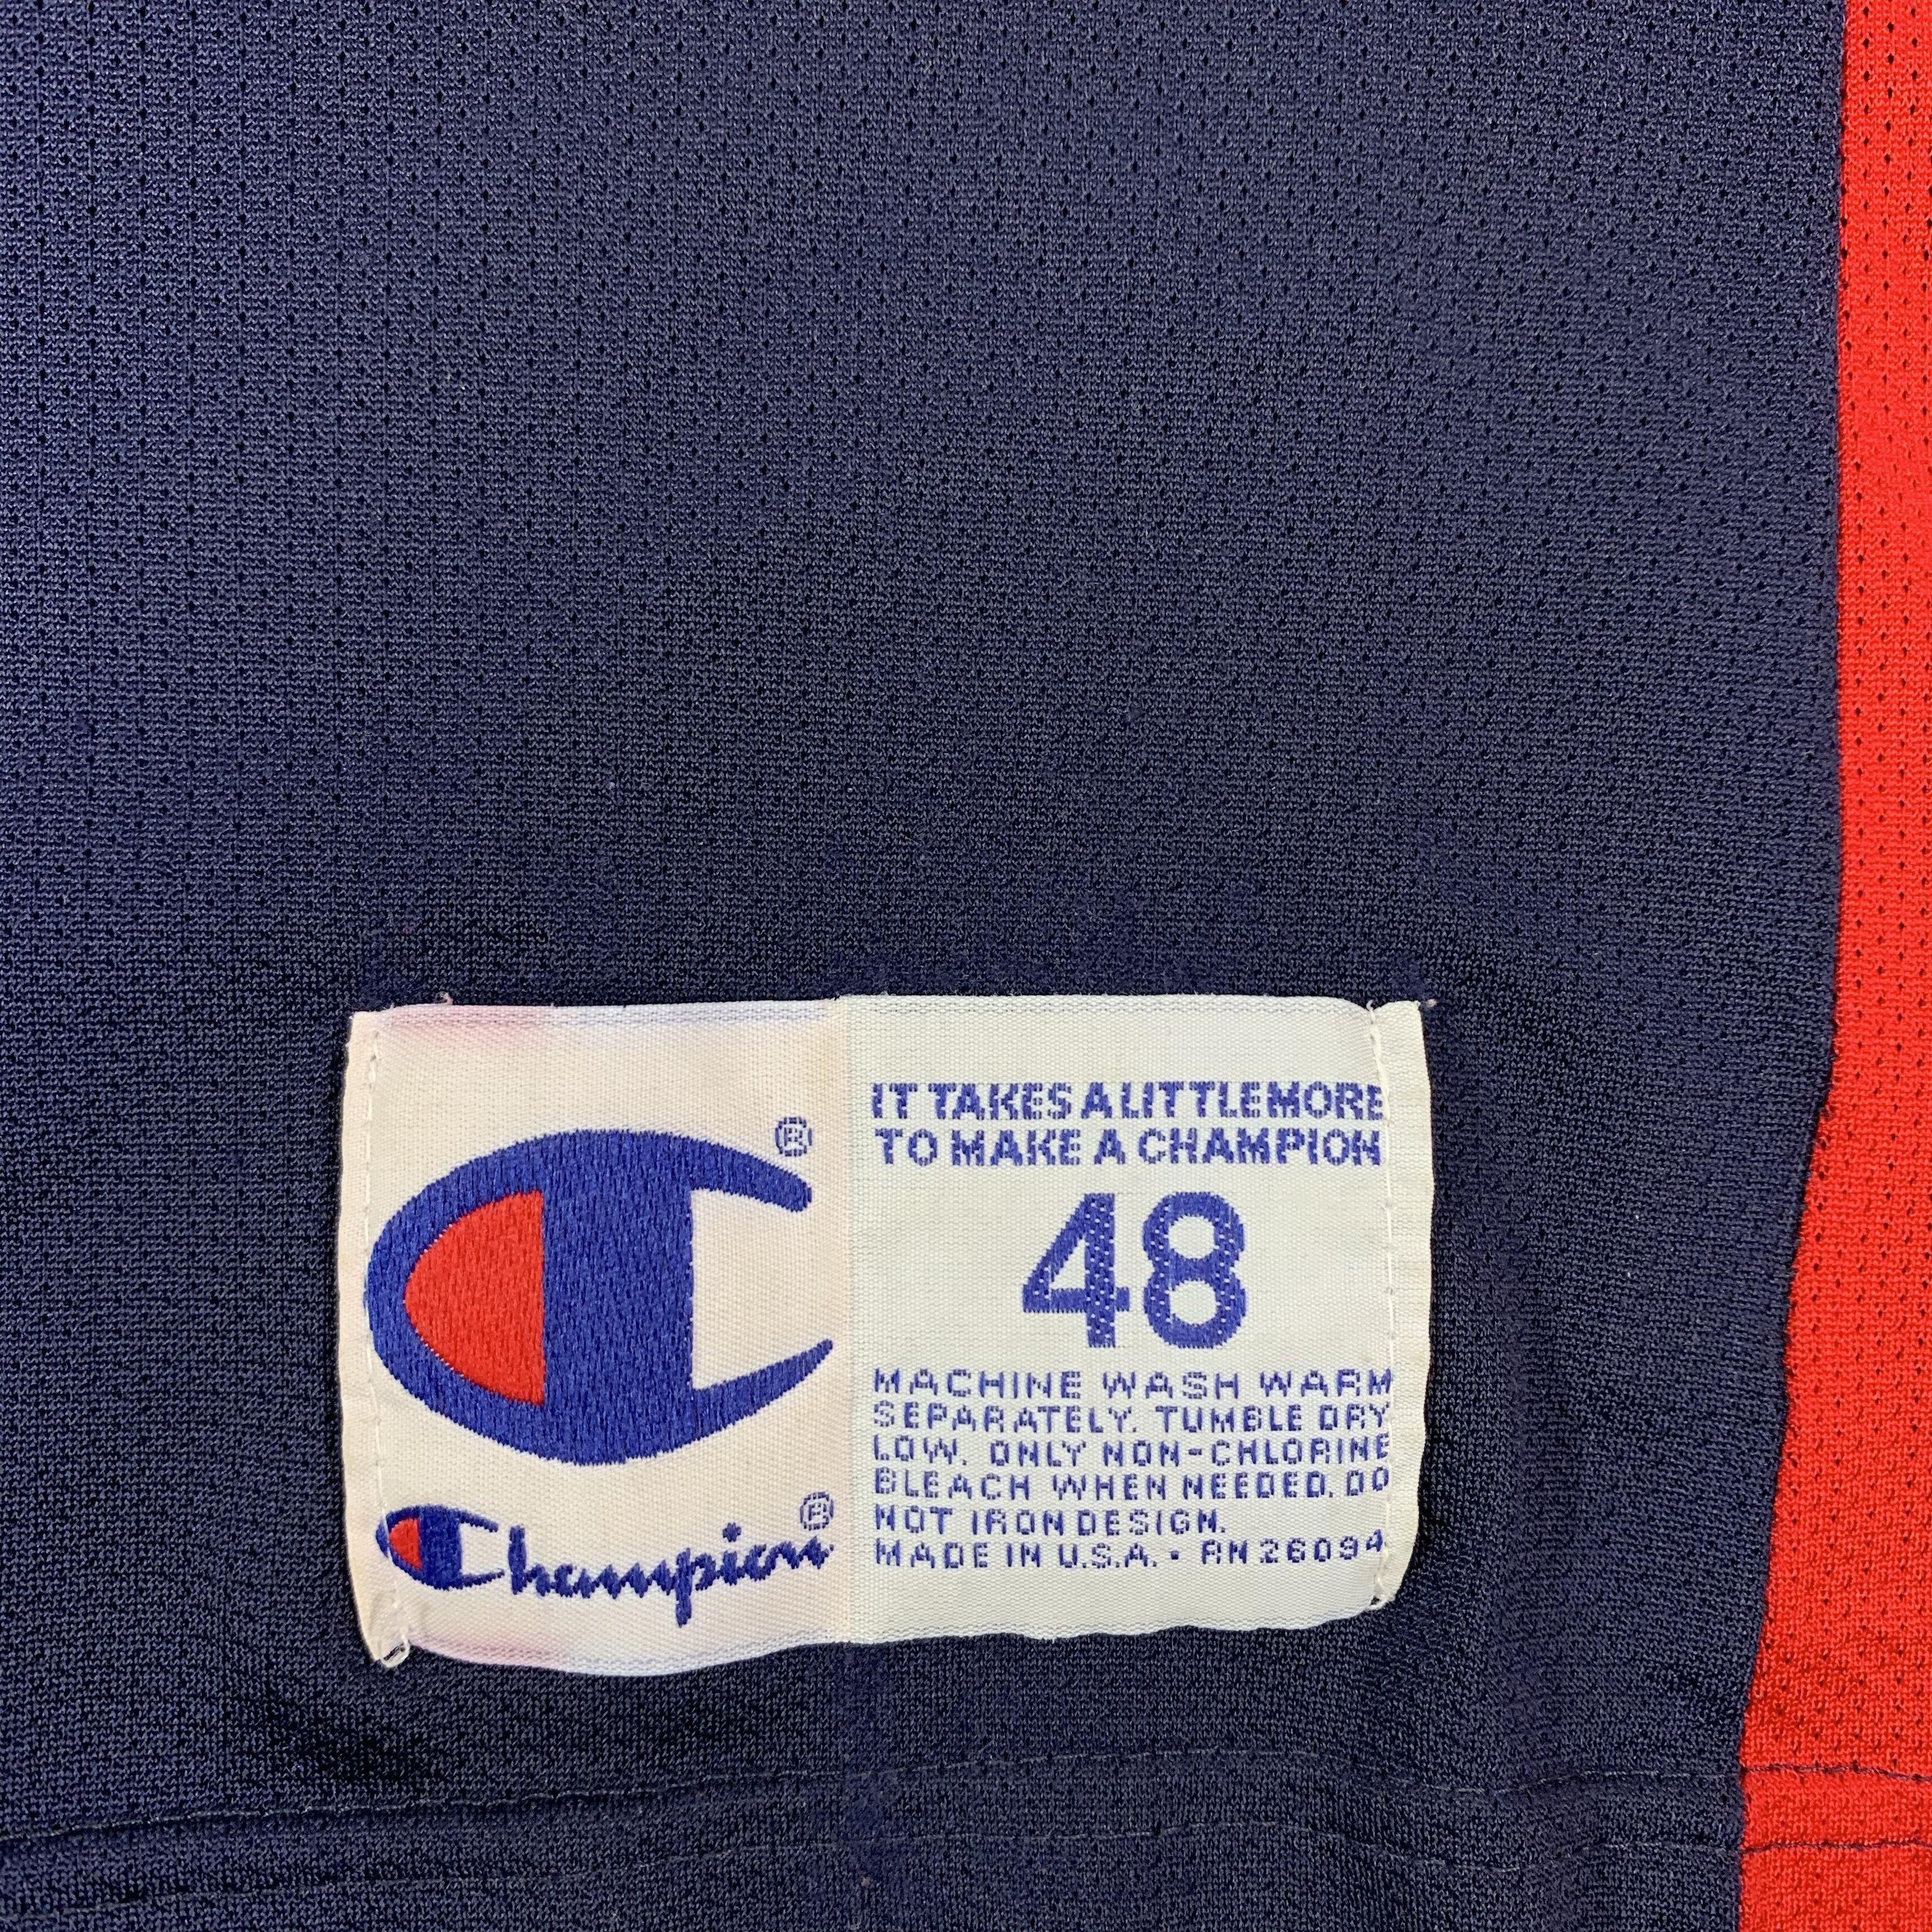 ®
Champion®
IT TAKES A LITTLE MORE
TO MAKE A CHAMPION
48
MACHINE WASH WARM
SEPARATELY. TUMBLE DRY
LOW. ONLY NON-CHLORINE
BLEACH WHEN NEEDED. DO
NOT IRON DESIGN.
MADE IN U.S.A. • RN 26094